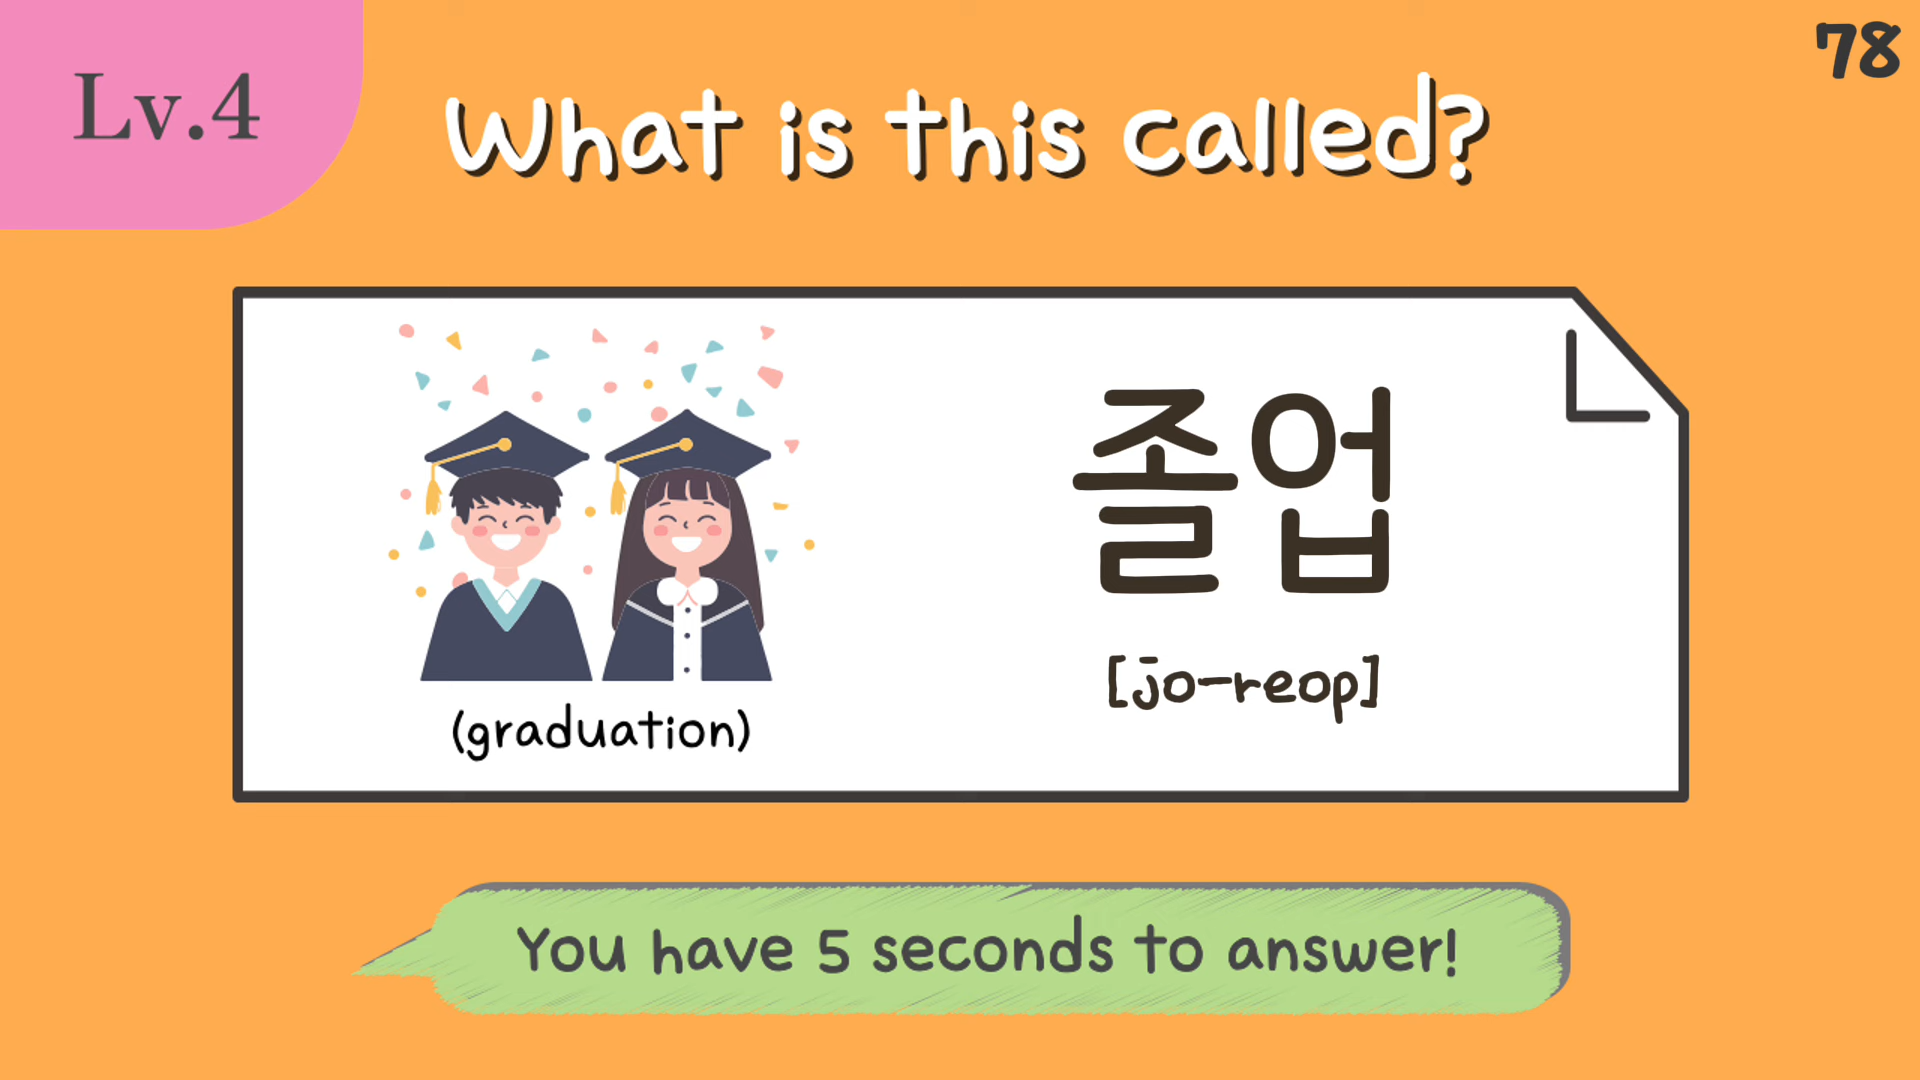 Lv.4
78
What is this called?
졸업
[jo-reop]
(graduation)
You have 5 seconds to answer!